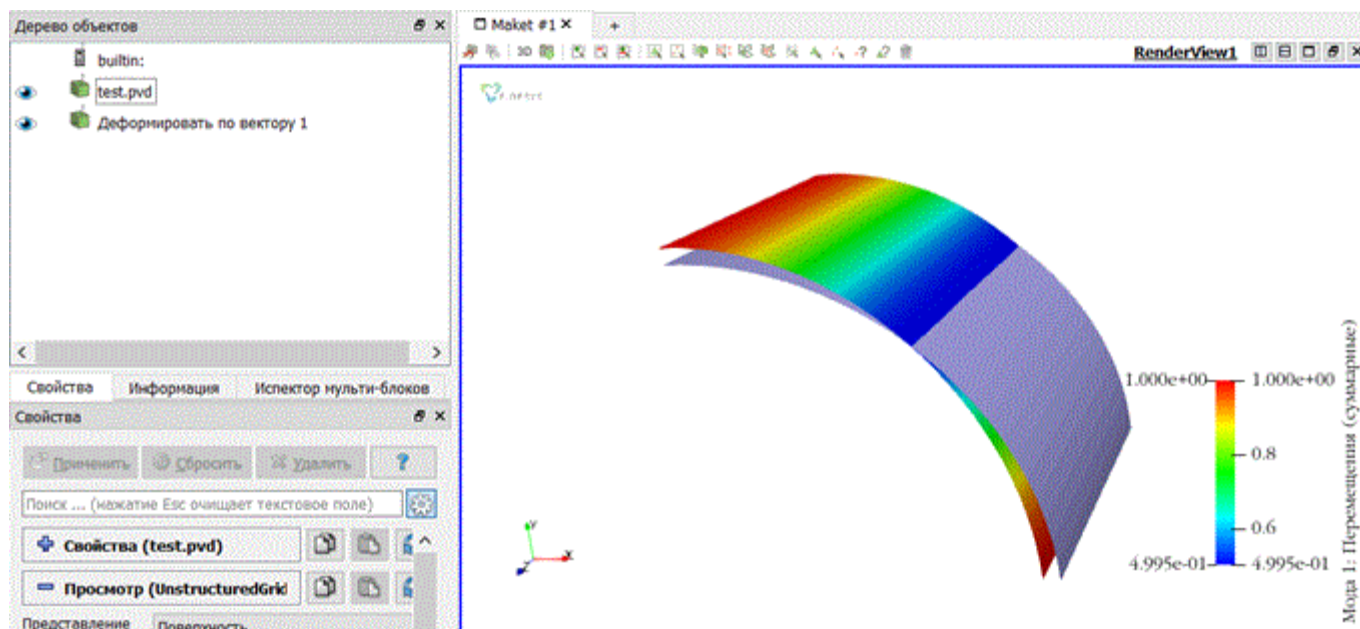 Дерево объектов
builtin:
test.pvd
Деформировать по вектору 1
Свойства
Информация
Испектор мульти-блоков
Свойства
Применить
Сбросить
Удалить
?
Поиск ... (нажатие Esc очищает текстовое поле)
Свойства (test.pvd)
Просмотр (UnstructuredGrid
Представление
Поверхность
Maket #1
+
3D
RenderView1
Y
X
Z
1.000e+00
1.000e+00
0.8
0.6
4.995e-01
4.995e-01
Мода 1: Перемещения (суммарные)